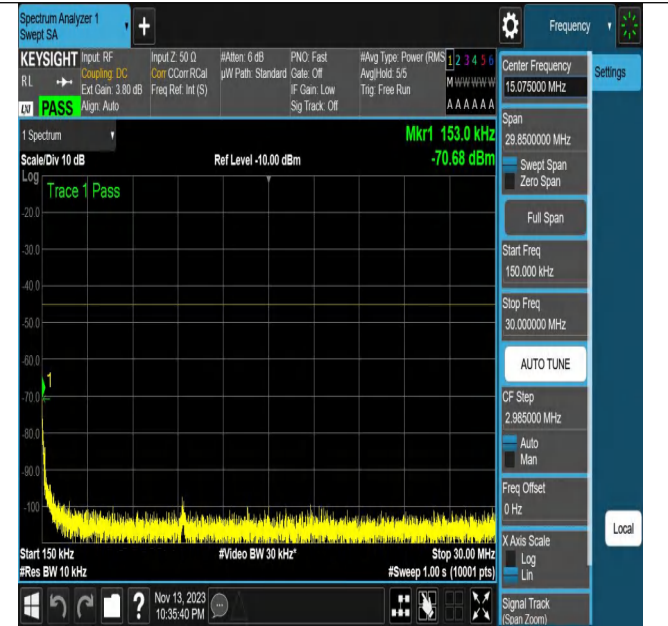 Spectrum Analyzer 1
Swept SA
Frequency
KEYSIGHT
RL
PASS
Input: RF
Coupling: DC
Ext Gain: 3.80 dB
Align: Auto
Input Z: 50 Ω
Corr CCorr RCal
Freq Ref: Int (S)
#Atten: 6 dB
µW Path: Standard
PNO: Fast
Gate: Off
IF Gain: Low
Sig Track: Off
#Avg Type: Power (RMS
Avg|Hold: 5/5
Trig: Free Run
1 2 3 4 5 6
M W W W W W
A A A A A A
1 Spectrum
Scale/Div 10 dB
Log
Ref Level -10.00 dBm
Mkr1 153.0 kHz
-70.68 dBm
Trace 1 Pass
1
-20.0
-30.0
-40.0
-50.0
-60.0
-70.0
-80.0
-90.0
-100
Start 150 kHz
#Res BW 10 kHz
#Video BW 30 kHz*
Stop 30.00 MHz
#Sweep 1.00 s (10001 pts)
Nov 13, 2023
10:35:40 PM
Center Frequency
15.075000 MHz
Settings
Span
29.8500000 MHz
Swept Span
Zero Span
Full Span
Start Freq
150.000 kHz
Stop Freq
30.000000 MHz
AUTO TUNE
CF Step
2.985000 MHz
Auto
Man
Freq Offset
0 Hz
X Axis Scale
Log
Lin
Local
Signal Track
(Span Zoom)